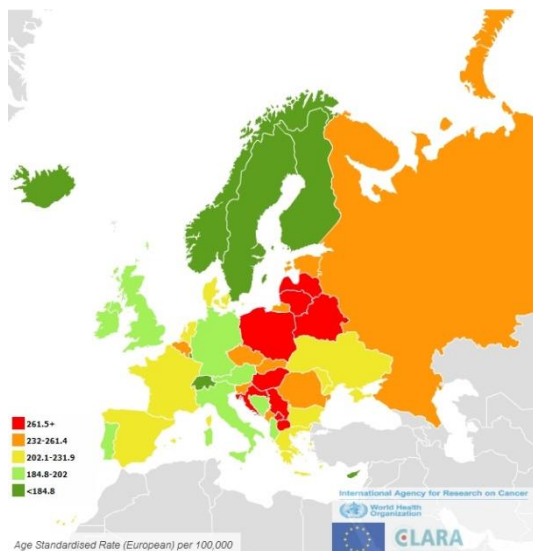 261.5+
232-261.4
202.1-231.9
184.8-202
<184.8
International Agency for Research on Cancer
World Health
Organization
CLARA
Age Standardised Rate (European) per 100,000